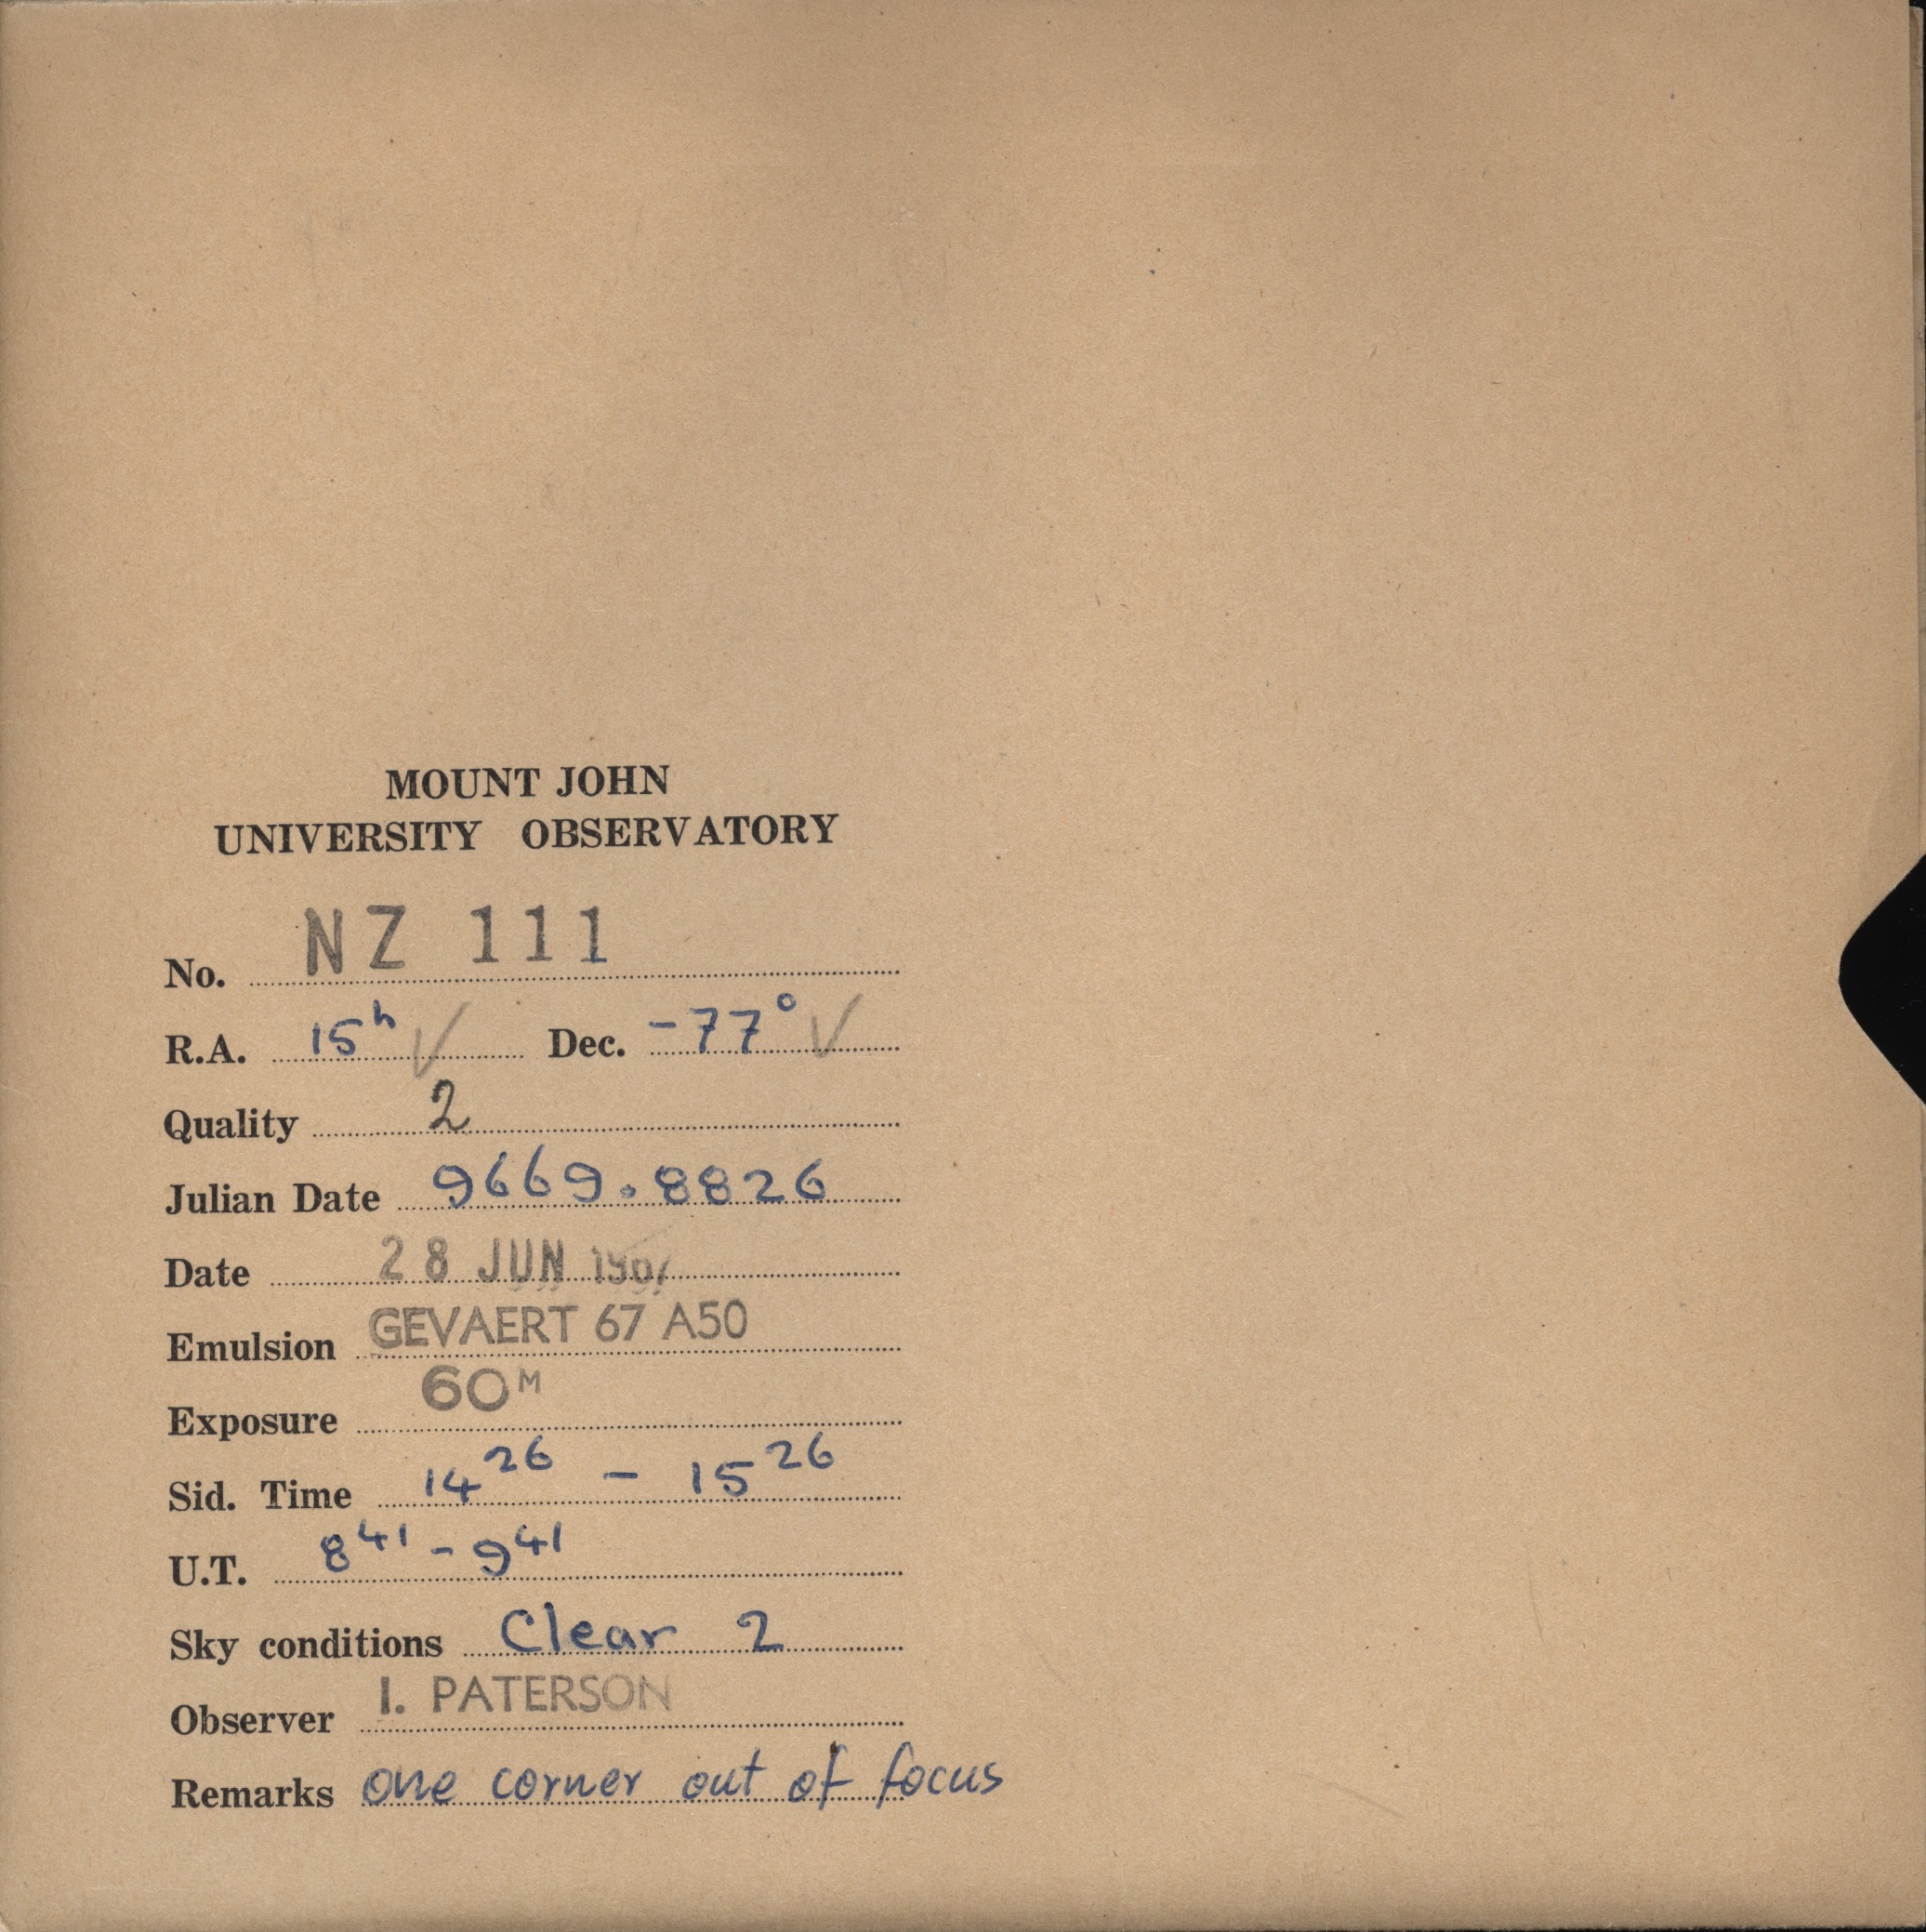 MOUNT JOHN
UNIVERSITY OBSERVATORY
No. NZ 111
R.A. 15h ✓ Dec. -77° ✓
Quality 2
Julian Date 9669.8826
Date 28 JUN 1967
Emulsion GEVAERT 67 A50
Exposure 60M
Sid. Time 14 26 - 15 26
U.T. 8 41 - 9 41
Sky conditions Clear 2
Observer I. PATERSON
Remarks one corner out of focus